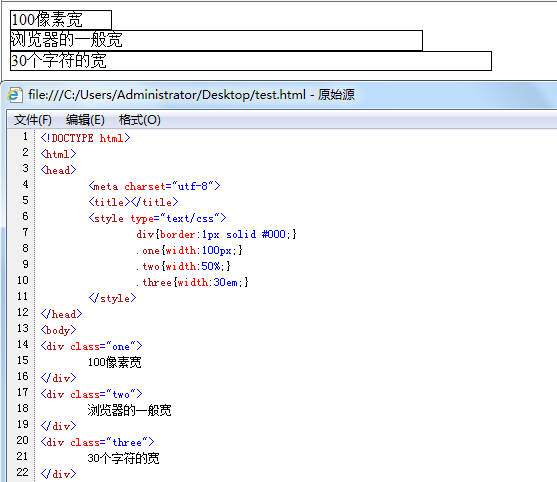 100像素宽
浏览器的一般宽
30个字符的宽
file:///C:/Users/Administrator/Desktop/test.html - 原始源
文件(F) 编辑(E) 格式(O)
1 <!DOCTYPE html>
2 <html>
3 <head>
4 <meta charset="utf-8">
5 <title></title>
6 <style type="text/css">
7 div{border:1px solid #000;}
8 .one{width:100px;}
9 .two{width:50%;}
10 .three{width:30em;}
11 </style>
12 </head>
13 <body>
14 <div class="one">
15 100像素宽
16 </div>
17 <div class="two">
18 浏览器的一般宽
19 </div>
20 <div class="three">
21 30个字符的宽
22 </div>